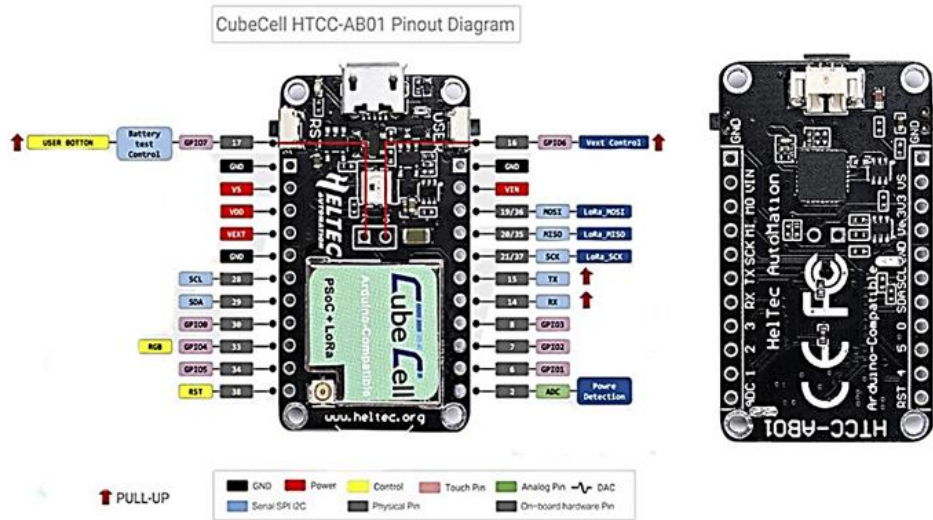 CubeCell HTCC-AB01 Pinout Diagram
USER BOTTON
Battery test Control
GPIO7
17
16
GPIO6
Vext Control
RS
USER
GND
GND
VS
VIN
VDD
19/36
MOSI
LoRa_MOSI
VEXT
20/35
MISO
LoRa_MISO
GND
21/37
SCK
LoRa_SCK
SCL
28
15
TX
SDA
29
14
RX
GPIO0
30
8
GPIO3
RGB
GPIO4
33
7
GPIO2
GPIO5
34
6
GPIO1
RST
38
2
ADC
Powre Detection
HELTEC
AUTOMATION
CubeCell
Arduino-Compatible
PSoC + LoRa
www.heltec.org
GND
GND
ADC 1 2 3 RX TX SCK MI MO VIN
HelTec AutoMation
Arduino-Compatible
RST 4 5 0 SDA SCL GND Ve 3V3 VS
CE FC
HTCC-AB01
PULL-UP
GND
Power
Control
Touch Pin
Analog Pin
DAC
Serial SPI I2C
Physical Pin
On-board hardware Pin